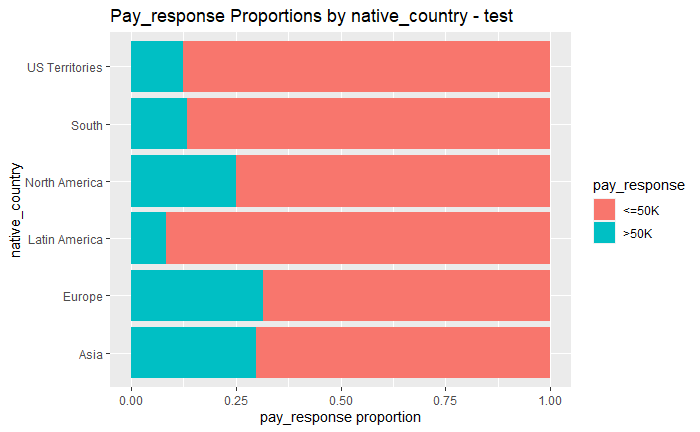 Pay_response Proportions by native_country - test
native_country
US Territories
South
North America
Latin America
Europe
Asia
0.00 0.25 0.50 0.75 1.00
pay_response proportion
pay_response
<=50K
>50K